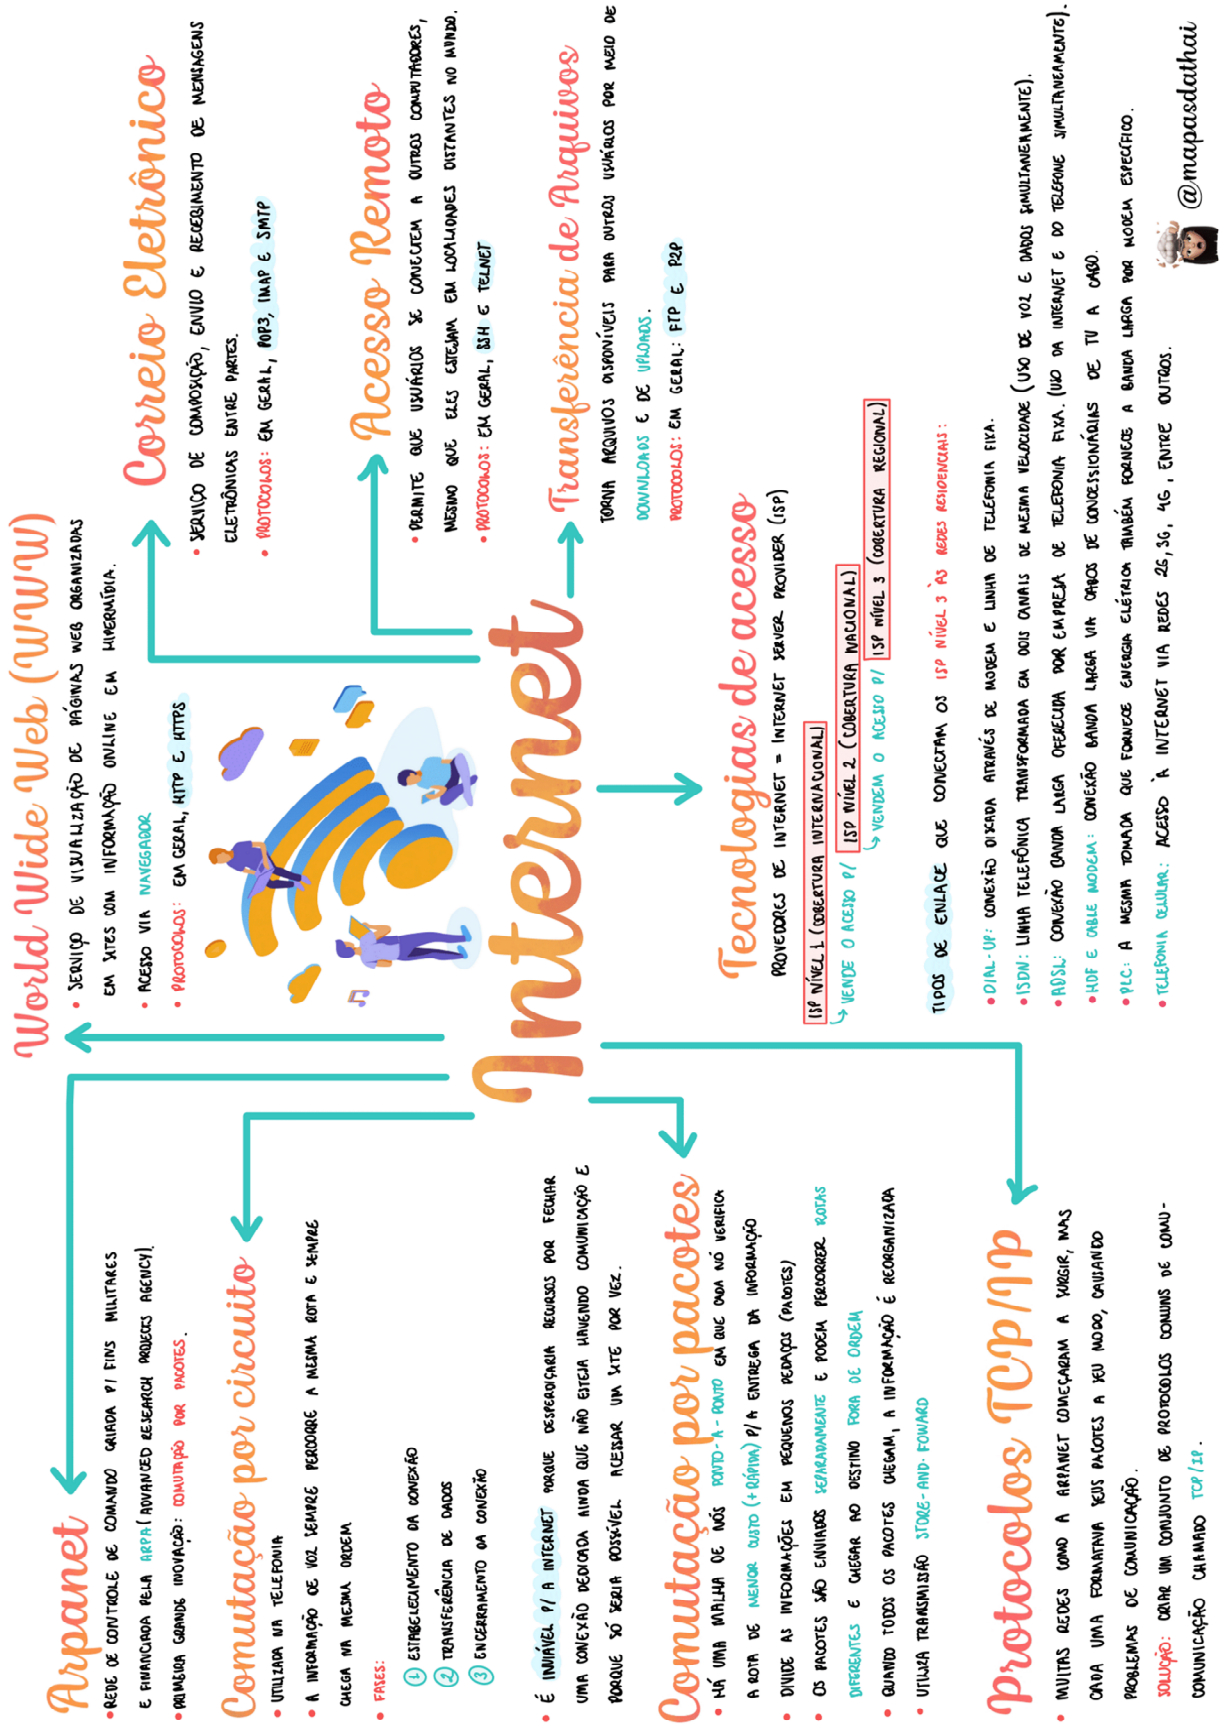 Arpanet
• REDE DE CONTROLE DE COMANDO CRIADA P/ FINS MILITARES
E FINANCIADA PELA ARPA (ADVANCED RESEARCH PROJECTS AGENCY)
• PRIMEIRA GRANDE INOVAÇÃO: COMUTAÇÃO POR PACOTES.
Comutação por circuito
• UTILIZADA NA TELEFONIA
• A INFORMAÇÃO DE VOZ SEMPRE PERCORRE A MESMA ROTA E SEMPRE
CHEGA NA MESMA ORDEM
• FASES:
1 ESTABELECIMENTO DA CONEXÃO
2 TRANSFERÊNCIA DE DADOS
3 ENCERRAMENTO DA CONEXÃO
• É INVIÁVEL P/ A INTERNET PORQUE DESPERDIÇARIA RECURSOS POR FECHAR
UMA CONEXÃO DEDICADA AINDA QUE NÃO ESTEJA HAVENDO COMUNICAÇÃO E
PORQUE SÓ SERIA POSSÍVEL ACESSAR UM SITE POR VEZ.
Comutação por pacotes
• HÁ UMA MALHA DE NÓS PONTO-A-PONTO EM QUE CADA NÓ VERIFICA
A ROTA DE MENOR CUSTO (+ RÁPIDA) P/ A ENTREGA DA INFORMAÇÃO
• DIVIDE AS INFORMAÇÕES EM PEQUENOS PEDAÇOS (PACOTES)
• OS PACOTES SÃO ENVIADOS SEPARADAMENTE E PODEM PERCORRER ROTAS
DIFERENTES E CHEGAR AO DESTINO FORA DE ORDEM
• QUANDO TODOS OS PACOTES CHEGAM, A INFORMAÇÃO É REORGANIZADA
• UTILIZA TRANSMISSÃO STORE-AND-FOWARD
Protocolos TCP/IP
• MUITAS REDES COMO A ARPANET COMEÇARAM A SURGIR, MAS
CADA UMA FORMATAVA SEUS PACOTES A SEU MODO, CAUSANDO
PROBLEMAS DE COMUNICAÇÃO.
SOLUÇÃO: CRIAR UM CONJUNTO DE PROTOCOLOS COMUNS DE COMU-
NICAÇÃO CHAMADO TCP/IP.
World Wide Web (WWW)
• SERVIÇO DE VISUALIZAÇÃO DE PÁGINAS WEB ORGANIZADAS
EM SITES COM INFORMAÇÃO ONLINE EM HIPERMÍDIA.
• ACESSO VIA NAVEGADOR
• PROTOCOLOS: EM GERAL, HTTP E HTTPS
Internet
Tecnologias de acesso
PROVEDORES DE INTERNET = INTERNET SERVER PROVIDER (ISP)
ISP NÍVEL 1 (COBERTURA INTERNACIONAL)
VENDE O ACESSO P/ ISP NÍVEL 2 (COBERTURA NACIONAL)
VENDEM O ACESSO P/ ISP NÍVEL 3 (COBERTURA REGIONAL)
TIPOS DE ENLACE QUE CONECTAM OS ISP NÍVEL 3 ÀS REDES RESIDENCIAIS:
• DIAL-UP: CONEXÃO DISCADA ATRAVÉS DE MODEM E LINHA DE TELEFONIA FIXA.
• ISDN: LINHA TELEFÔNICA TRANSFORMADA EM DOIS CANAIS DE MESMA VELOCIDADE (USO DE VOZ E DADOS SIMULTANEAMENTE).
• ADSL: CONEXÃO BANDA LARGA OFERECIDA POR EMPRESA DE TELEFONIA FIXA. (USO DA INTERNET E DO TELEFONE SIMULTANEAMENTE).
• HDF E CABLE MODEM: CONEXÃO BANDA LARGA VIA CABOS DE CONCESSIONÁRIAS DE TV A CABO.
• PLC: A MESMA TOMADA QUE FORNECE ENERGIA ELÉTRICA TAMBÉM FORNECE A BANDA LARGA POR MODEM ESPECÍFICO.
• TELEFONIA CELULAR: ACESSO À INTERNET VIA REDES 2G, 3G, 4G, ENTRE OUTROS.
Correio Eletrônico
• SERVIÇO DE COMPOSIÇÃO, ENVIO E RECEBIMENTO DE MENSAGENS
ELETRÔNICAS ENTRE PARTES.
• PROTOCOLOS: EM GERAL, POP3, IMAP E SMTP
Acesso Remoto
• PERMITE QUE USUÁRIOS SE CONECTEM A OUTROS COMPUTADORES,
MESMO QUE ELES ESTEJAM EM LOCALIDADES DISTANTES NO MUNDO.
• PROTOCOLOS: EM GERAL, SSH E TELNET
Transferência de Arquivos
TORNA ARQUIVOS DISPONÍVEIS PARA OUTROS USUÁRIOS POR MEIO DE
DOWNLOADS E DE UPLOADS.
PROTOCOLOS: EM GERAL: FTP E P2P
@mapasdathai